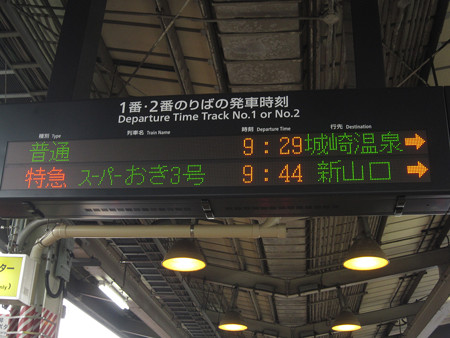 1番・2番のりばの発車時刻
Departure Time Track No.1 or No.2
種別 Type 列車名 Train Name 時刻 Departure Time 行先 Destination
普通 9:29 城崎温泉 →
特急 スーパーおき3号 9:44 新山口 →